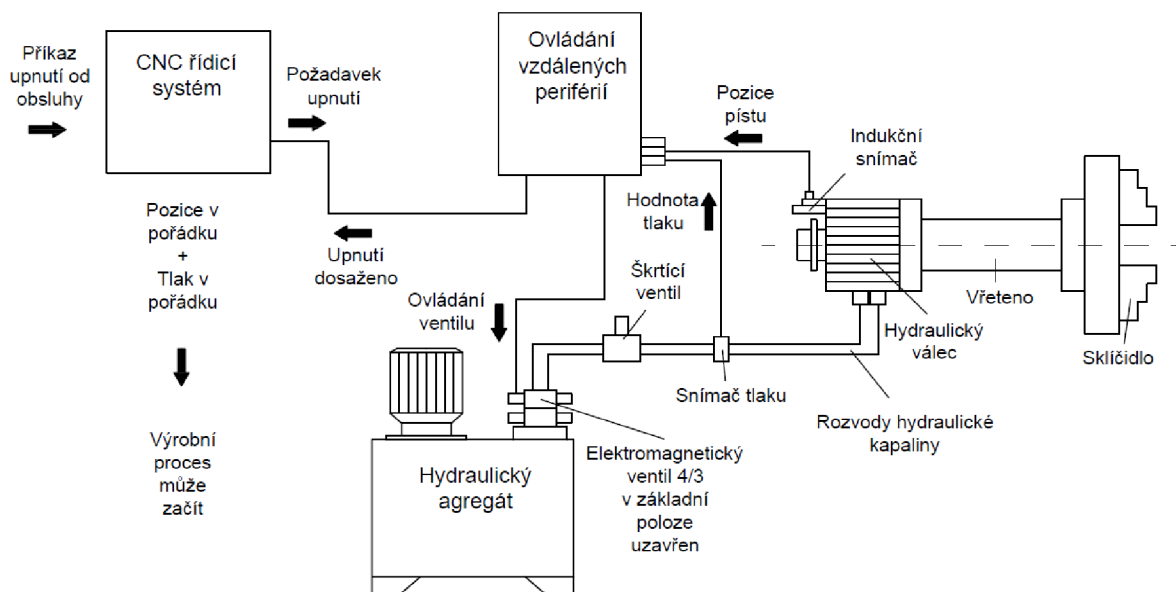 Příkaz
upnutí od
obsluhy
CNC řídicí
systém
Požadavek
upnutí
Ovládání
vzdálených
periférií
Pozice
pístu
Indukční
snímač
Pozice v
pořádku
+
Tlak v
pořádku
Upnutí
dosaženo
Hodnota
tlaku
Ovládání
ventilu
Škrtící
ventil
Vřeteno
Hydraulický
válec
Sklíčidlo
Snímač tlaku
Rozvody hydraulické
kapaliny
Výrobní
proces
může
začít
Hydraulický
agregát
Elektromagnetický
ventil 4/3
v základní
poloze
uzavřen